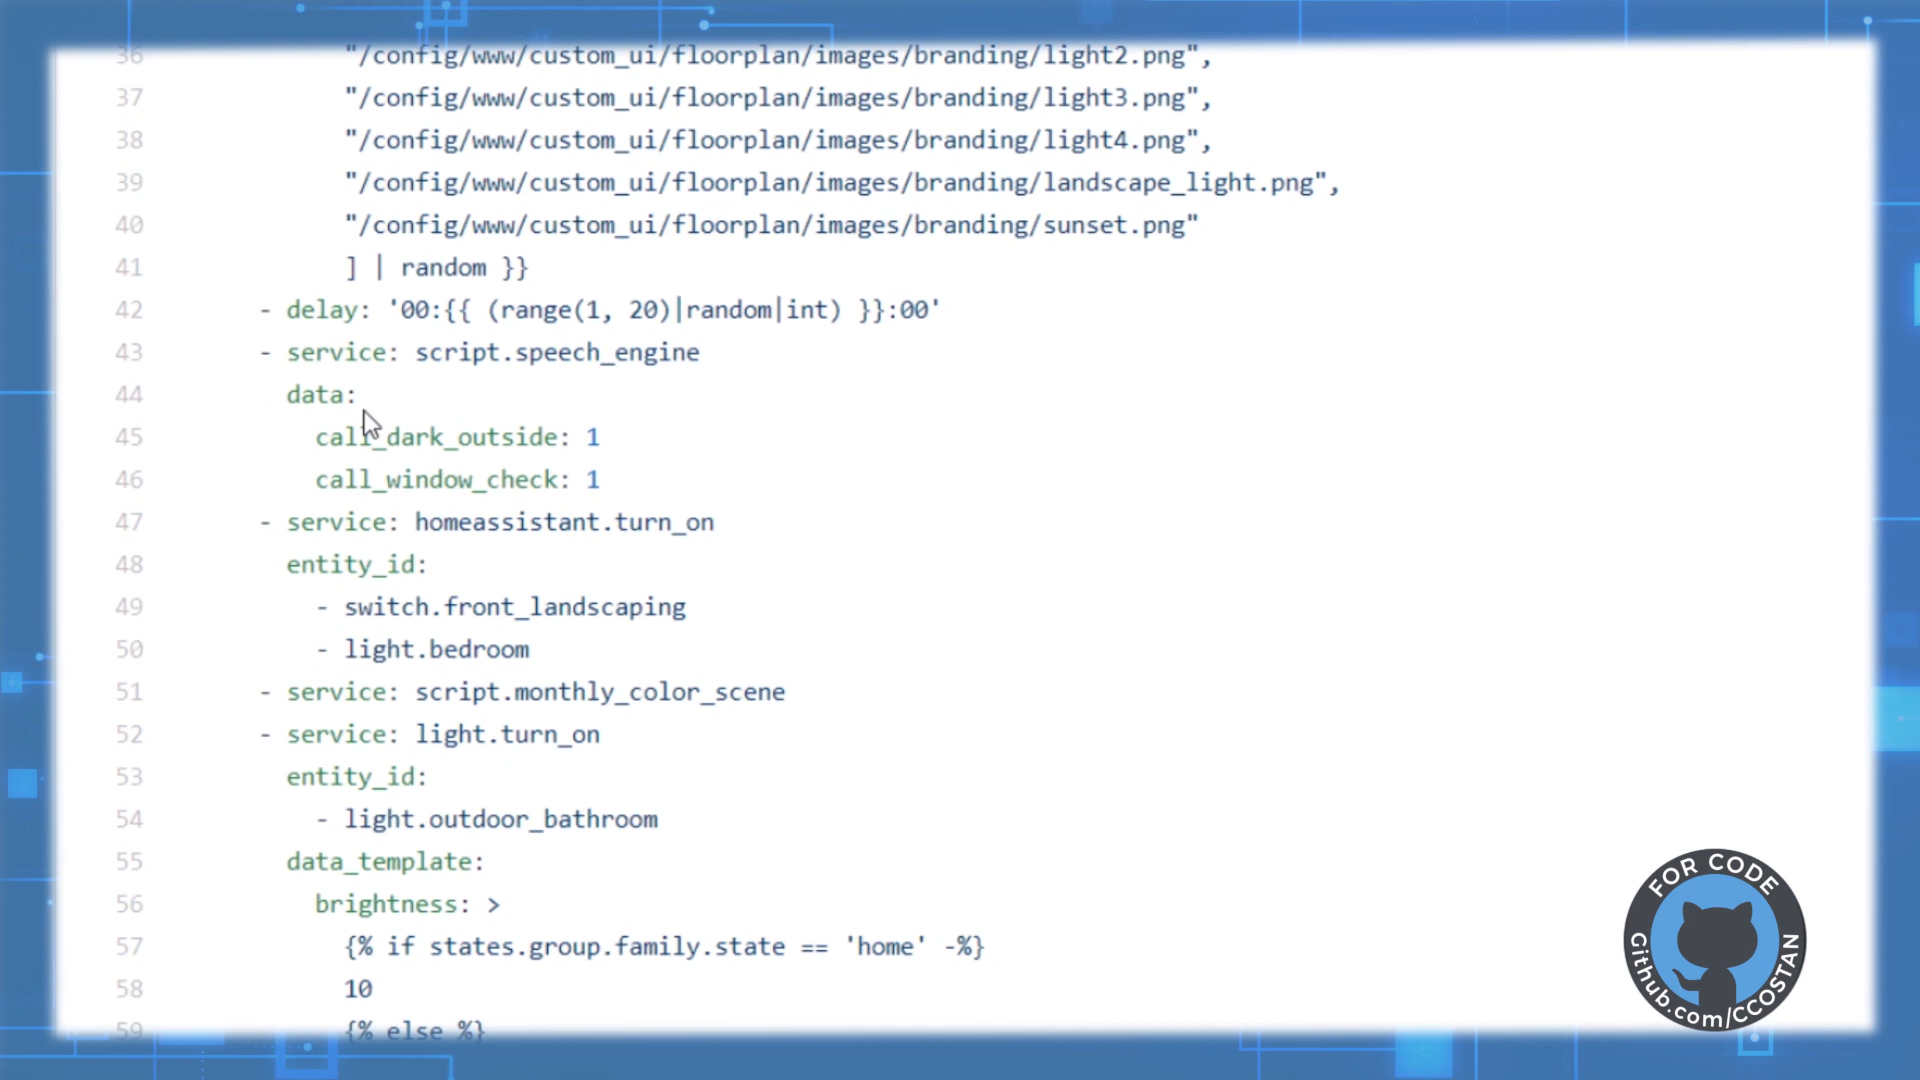 36 "/config/www/custom_ui/floorplan/images/branding/light2.png",
37 "/config/www/custom_ui/floorplan/images/branding/light3.png",
38 "/config/www/custom_ui/floorplan/images/branding/light4.png",
39 "/config/www/custom_ui/floorplan/images/branding/landscape_light.png",
40 "/config/www/custom_ui/floorplan/images/branding/sunset.png"
41 ] | random }}
42 - delay: '00:{{ (range(1, 20)|random|int) }}:00'
43 - service: script.speech_engine
44 data:
45 call_dark_outside: 1
46 call_window_check: 1
47 - service: homeassistant.turn_on
48 entity_id:
49 - switch.front_landscaping
50 - light.bedroom
51 - service: script.monthly_color_scene
52 - service: light.turn_on
53 entity_id:
54 - light.outdoor_bathroom
55 data_template:
56 brightness: >
57 {% if states.group.family.state == 'home' -%}
58 10
59 {% else %}
FOR CODE
Github.com/CCOSTAN